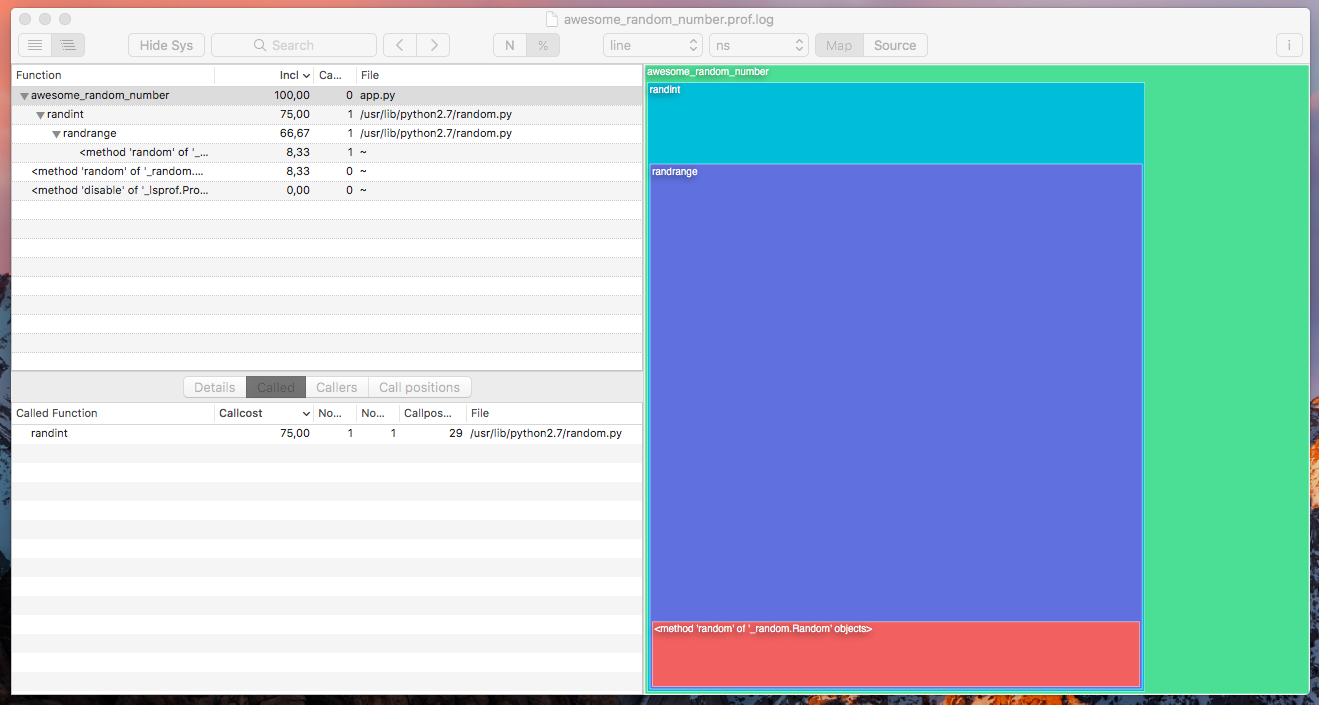 awesome_random_number.prof.log
Hide Sys Search N % line ns Map Source i
Function Incl Ca... File
awesome_random_number 100,00 0 app.py
randint 75,00 1 /usr/lib/python2.7/random.py
randrange 66,67 1 /usr/lib/python2.7/random.py
<method 'random' of '_... 8,33 1 ~
<method 'random' of '_random.... 8,33 0 ~
<method 'disable' of '_lsprof.Pro... 0,00 0 ~
Details Called Callers Call positions
Called Function Callcost No... No... Callpos... File
randint 75,00 1 1 29 /usr/lib/python2.7/random.py
awesome_random_number
randint
randrange
<method 'random' of '_random.Random' objects>